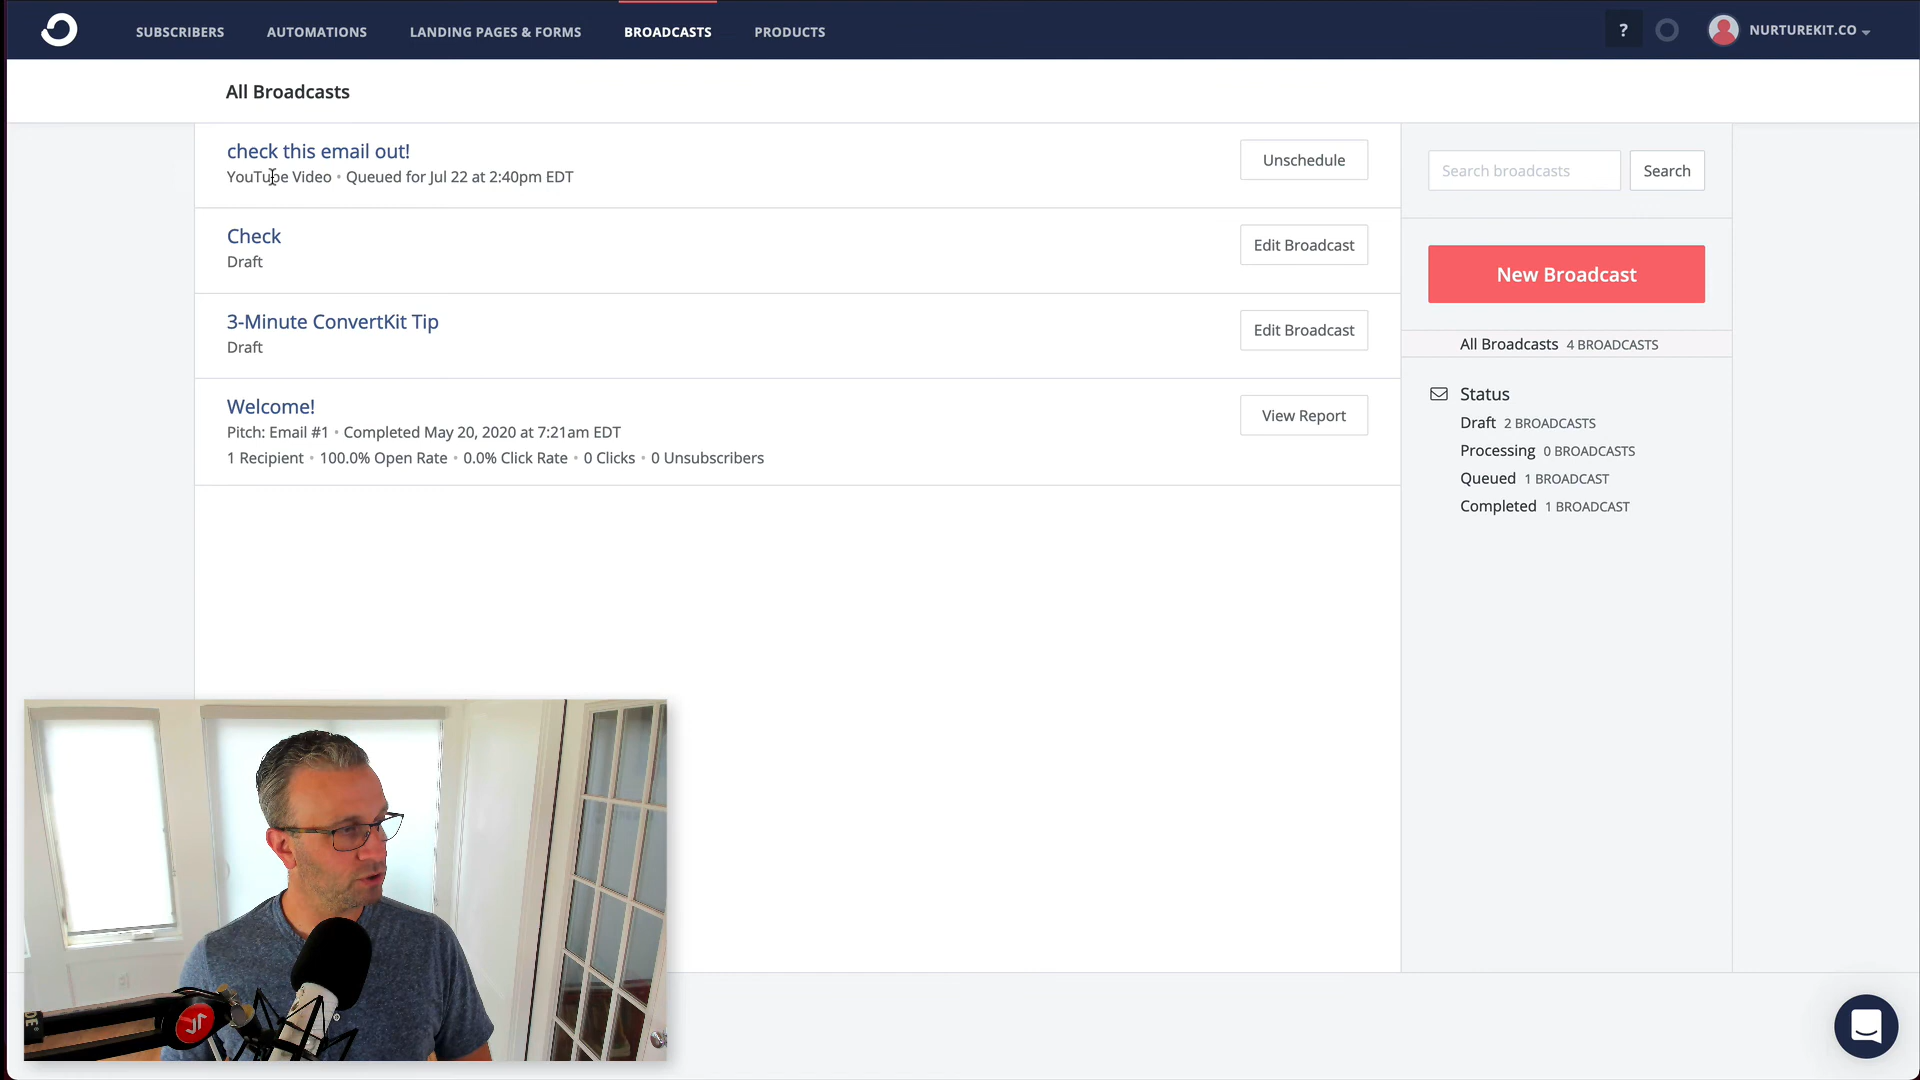 SUBSCRIBERS AUTOMATIONS LANDING PAGES & FORMS BROADCASTS PRODUCTS ? NURTUREKIT.CO
All Broadcasts
check this email out!
YouTube Video • Queued for Jul 22 at 2:40pm EDT
Unschedule
Check
Draft
Edit Broadcast
3-Minute ConvertKit Tip
Draft
Edit Broadcast
Welcome!
Pitch: Email #1 • Completed May 20, 2020 at 7:21am EDT
1 Recipient • 100.0% Open Rate • 0.0% Click Rate • 0 Clicks • 0 Unsubscribers
View Report
Search broadcasts
Search
New Broadcast
All Broadcasts 4 BROADCASTS
Status
Draft 2 BROADCASTS
Processing 0 BROADCASTS
Queued 1 BROADCAST
Completed 1 BROADCAST